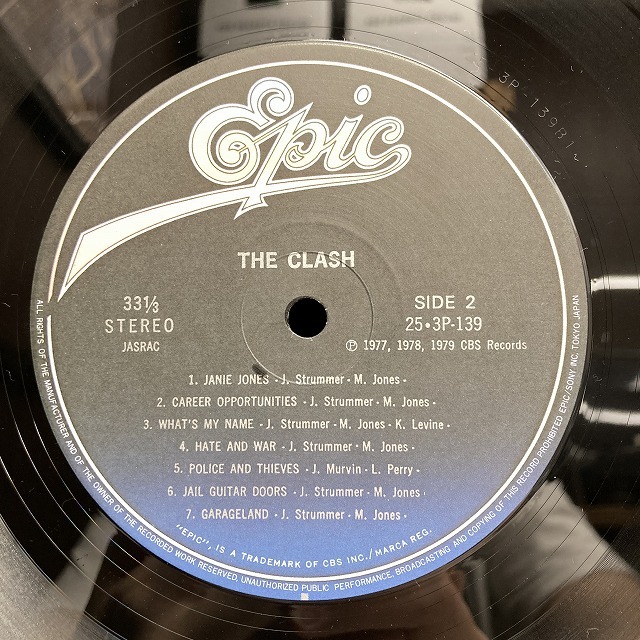 3P-139B1
Epic
THE CLASH
33⅓
STEREO
JASRAC
SIDE 2
25•3P-139
Ⓟ 1977, 1978, 1979 CBS Records
1. JANIE JONES - J. Strummer - M. Jones -
2. CAREER OPPORTUNITIES - J. Strummer - M. Jones -
3. WHAT'S MY NAME - J. Strummer - M. Jones - K. Levine -
4. HATE AND WAR - J. Strummer - M. Jones -
5. POLICE AND THIEVES - J. Murvin - L. Perry -
6. JAIL GUITAR DOORS - J. Strummer - M. Jones -
7. GARAGELAND - J. Strummer - M. Jones -
"EPIC", IS A TRADEMARK OF CBS INC./MARCA REG.
ALL RIGHTS OF THE MANUFACTURER AND OF THE OWNER OF THE RECORDED WORK RESERVED. UNAUTHORIZED PUBLIC PERFORMANCE, BROADCASTING AND COPYING OF THIS RECORD PROHIBITED EPIC/SONY INC. TOKYO JAPAN